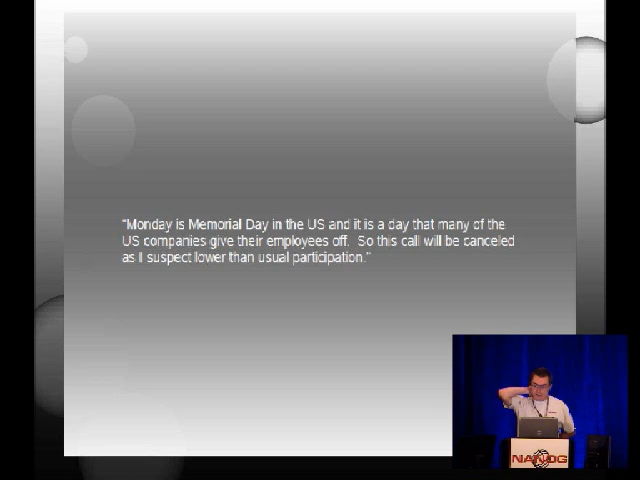 "Monday is Memorial Day in the US and it is a day that many of the
US companies give their employees off.  So this call will be canceled
as I suspect lower than usual participation."
NANOG